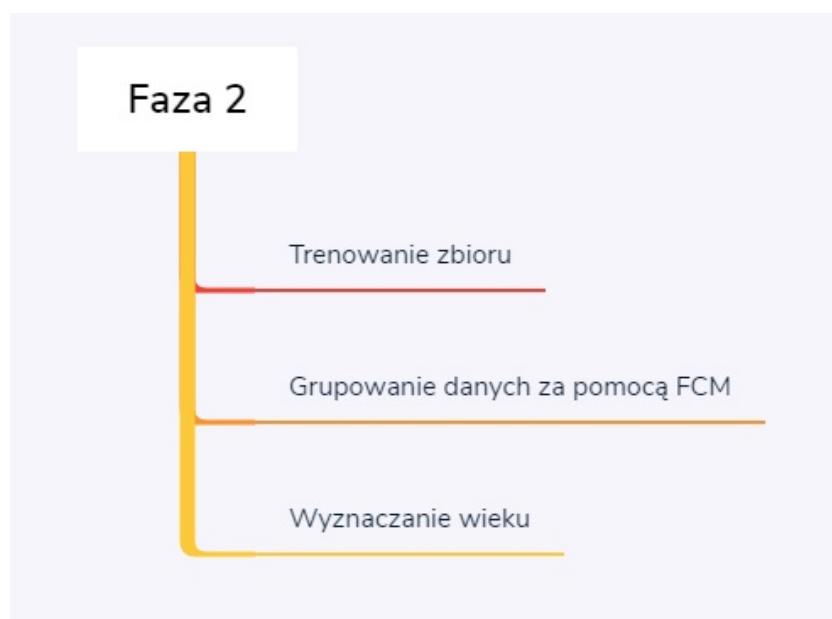 Faza 2
Trenowanie zbioru
Grupowanie danych za pomocą FCM
Wyznaczanie wieku